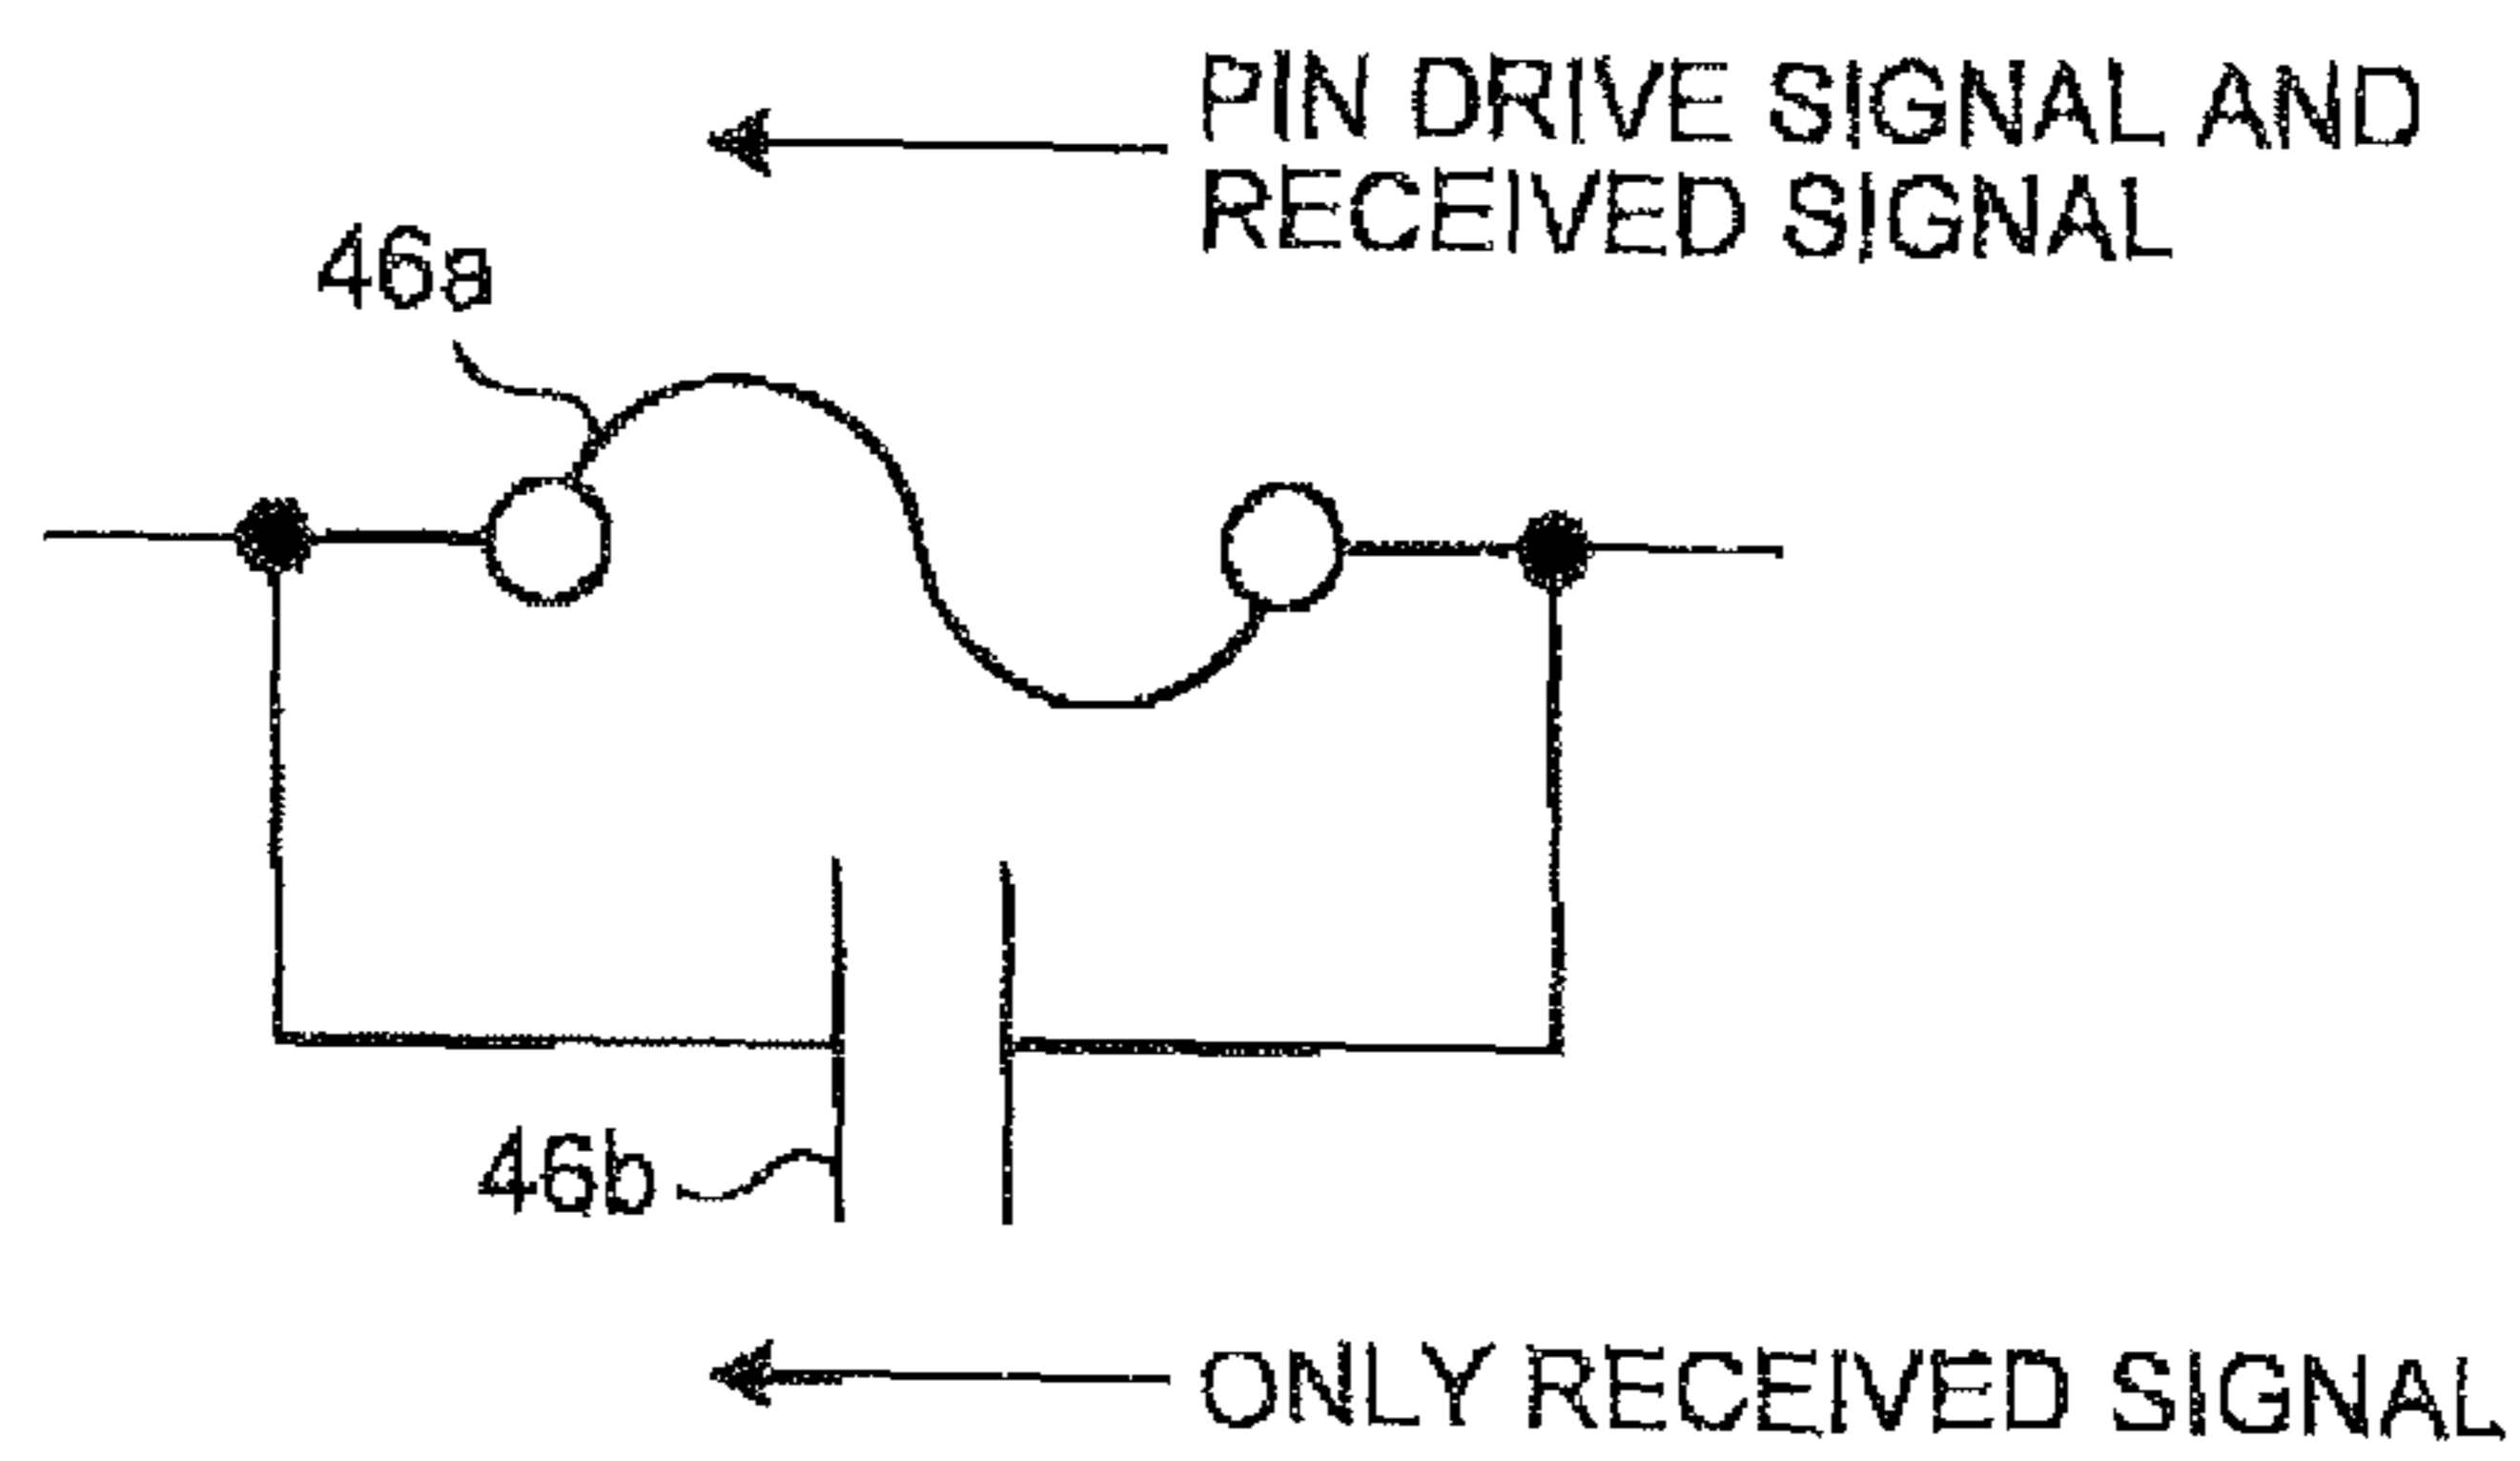 PIN DRIVE SIGNAL AND
RECEIVED SIGNAL
46a
46b
ONLY RECEIVED SIGNAL